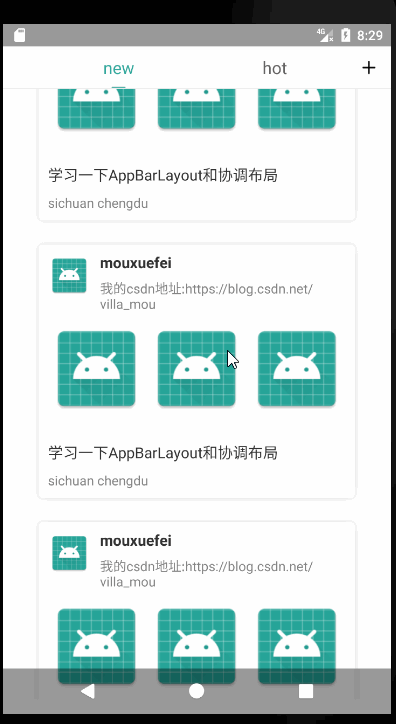 4G 8:29
new hot +
学习一下AppBarLayout和协调布局
sichuan chengdu
mouxuefei
我的csdn地址:https://blog.csdn.net/
villa_mou
学习一下AppBarLayout和协调布局
sichuan chengdu
mouxuefei
我的csdn地址:https://blog.csdn.net/
villa_mou